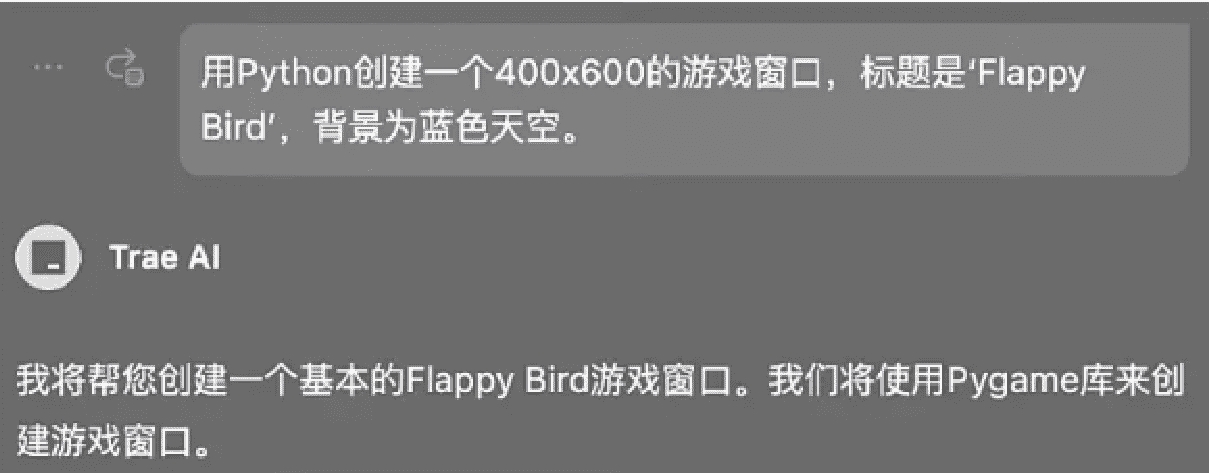 用Python创建一个400x600的游戏窗口，标题是‘Flappy
Bird’，背景为蓝色天空。
Trae AI
我将帮您创建一个基本的Flappy Bird游戏窗口。我们将使用Pygame库来创
建游戏窗口。